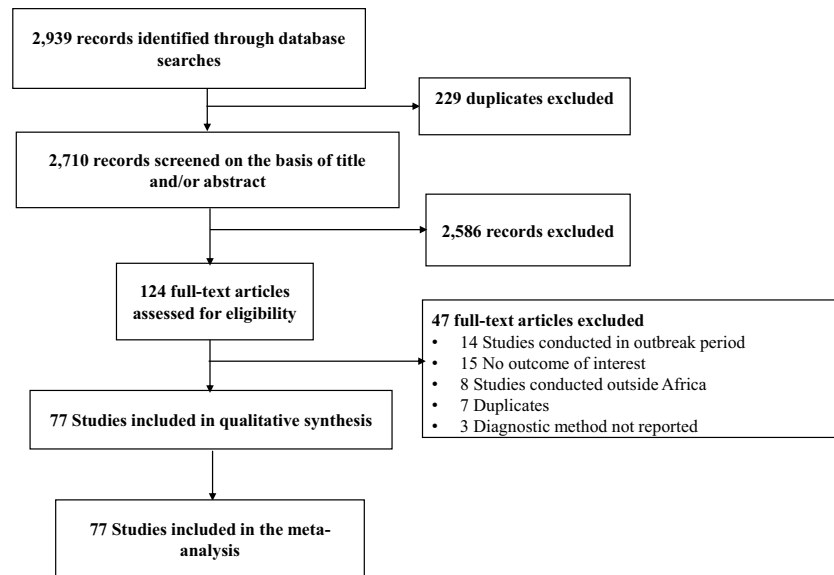 2,939 records identified through database
searches
229 duplicates excluded
2,710 records screened on the basis of title
and/or abstract
2,586 records excluded
124 full-text articles
assessed for eligibility
47 full-text articles excluded
• 14 Studies conducted in outbreak period
• 15 No outcome of interest
• 8 Studies conducted outside Africa
• 7 Duplicates
• 3 Diagnostic method not reported
77 Studies included in qualitative synthesis
77 Studies included in the meta-
analysis